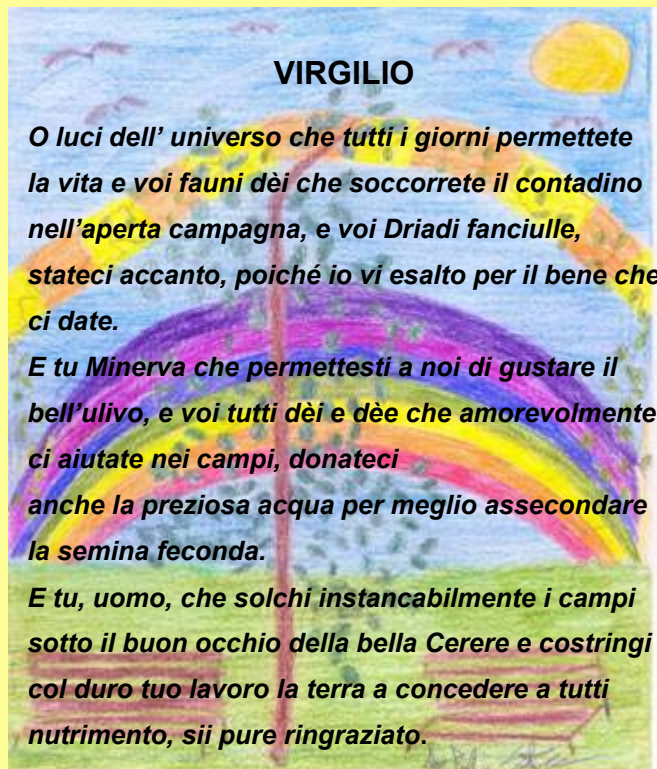 VIRGILIO
O luci dell’ universo che tutti i giorni permettete
la vita e voi fauni dèi che soccorrete il contadino
nell’aperta campagna, e voi Driadi fanciulle,
stateci accanto, poiché io vi esalto per il bene che
ci date.
E tu Minerva che permettesti a noi di gustare il
bell’ulivo, e voi tutti dèi e dèe che amorevolmente
ci aiutate nei campi, donateci
anche la preziosa acqua per meglio assecondare
la semina feconda.
E tu, uomo, che solchi instancabilmente i campi
sotto il buon occhio della bella Cerere e costringi
col duro tuo lavoro la terra a concedere a tutti
nutrimento, sii pure ringraziato.